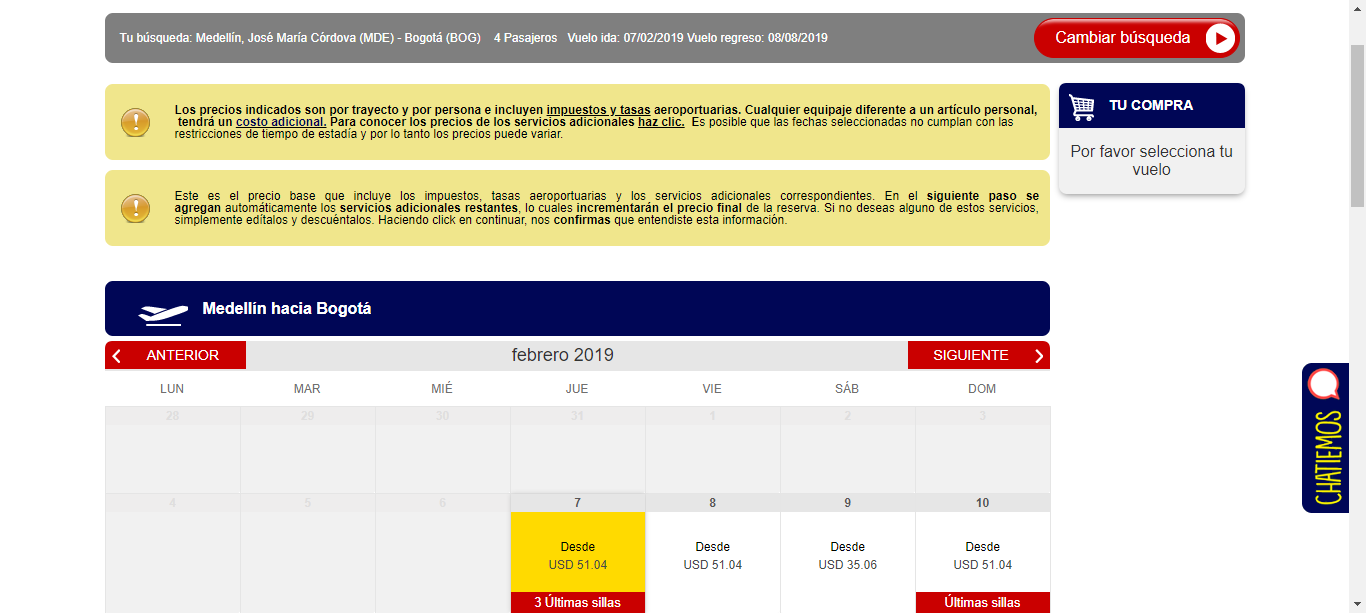 Tu búsqueda: Medellín, José María Córdova (MDE) - Bogotá (BOG) 4 Pasajeros Vuelo ida: 07/02/2019 Vuelo regreso: 08/08/2019
Cambiar búsqueda
Los precios indicados son por trayecto y por persona e incluyen impuestos y tasas aeroportuarias. Cualquier equipaje diferente a un artículo personal,
tendrá un costo adicional. Para conocer los precios de los servicios adicionales haz clic. Es posible que las fechas seleccionadas no cumplan con las
restricciones de tiempo de estadía y por lo tanto los precios puede variar.
TU COMPRA
Por favor selecciona tu
vuelo
Este es el precio base que incluye los impuestos, tasas aeroportuarias y los servicios adicionales correspondientes. En el siguiente paso se
agregan automáticamente los servicios adicionales restantes, lo cuales incrementarán el precio final de la reserva. Si no deseas alguno de estos servicios,
simplemente edítalos y descuéntalos. Haciendo click en continuar, nos confirmas que entendiste esta información.
Medellín hacia Bogotá
ANTERIOR febrero 2019 SIGUIENTE
LUN MAR MIÉ JUE VIE SÁB DOM
28 29 30 31 1 2 3
4 5 6 7 8 9 10
Desde Desde Desde Desde
USD 51.04 USD 51.04 USD 35.06 USD 51.04
3 Últimas sillas Últimas sillas
CHATIEMOS